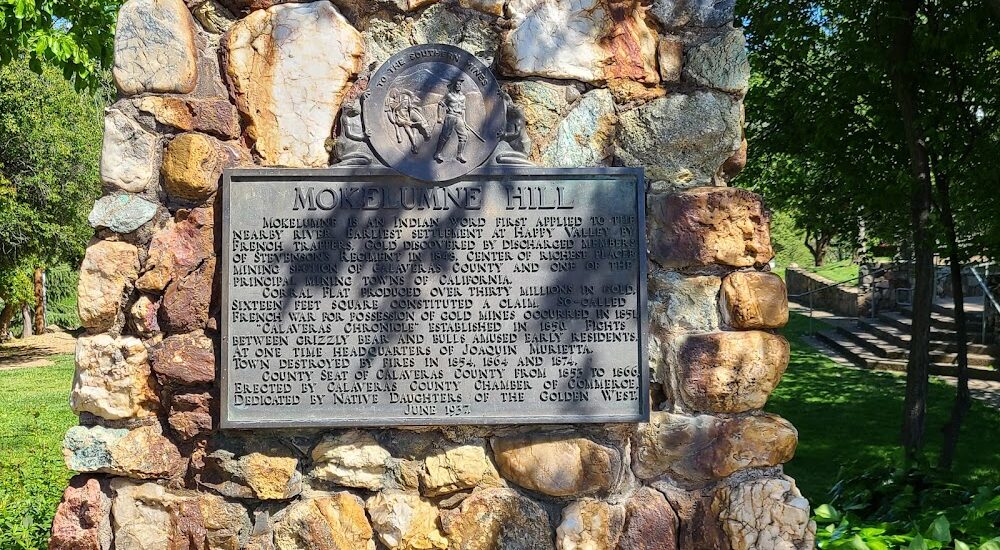 TO THE SOUTHERN MINES
MOKELUMNE HILL
MOKELUMNE IS AN INDIAN WORD FIRST APPLIED TO THE
NEARBY RIVER. EARLIEST SETTLEMENT AT HAPPY VALLEY BY
FRENCH TRAPPERS. GOLD DISCOVERED BY DISCHARGED MEMBERS
OF STEVENSON'S REGIMENT IN 1848. CENTER OF RICHEST PLACER
MINING SECTION OF CALAVERAS COUNTY AND ONE OF THE
PRINCIPAL MINING TOWNS OF CALIFORNIA.
CORRAL FLAT PRODUCED OVER THIRTY MILLIONS IN GOLD.
SIXTEEN FEET SQUARE CONSTITUTED A CLAIM. SO-CALLED
FRENCH WAR FOR POSSESSION OF GOLD MINES OCCURRED IN 1851.
"CALAVERAS CHRONICLE" ESTABLISHED IN 1850. FIGHTS
BETWEEN GRIZZLY BEAR AND BULLS AMUSED EARLY RESIDENTS.
AT ONE TIME HEADQUARTERS OF JOAQUIN MURIETTA.
TOWN DESTROYED BY FIRES IN 1854, 1864 AND 1874.
COUNTY SEAT OF CALAVERAS COUNTY FROM 1853 TO 1866.
ERECTED BY CALAVERAS COUNTY CHAMBER OF COMMERCE.
DEDICATED BY NATIVE DAUGHTERS OF THE GOLDEN WEST.
JUNE 1937.